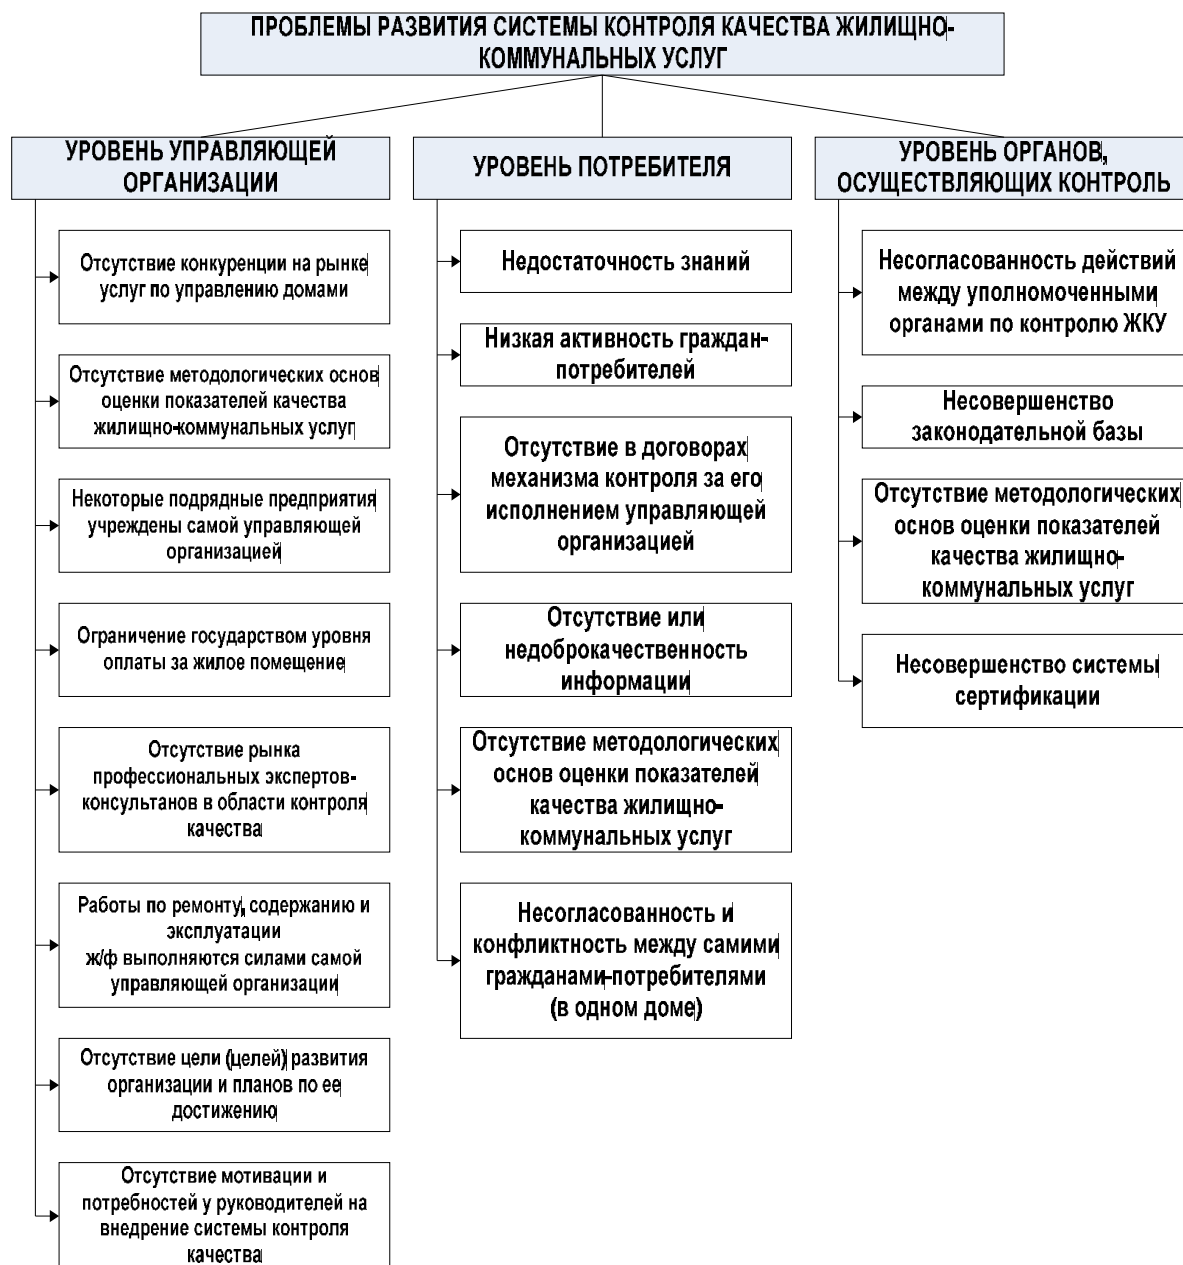 ПРОБЛЕМЫ РАЗВИТИЯ СИСТЕМЫ КОНТРОЛЯ КАЧЕСТВА ЖИЛИЩНО-
КОММУНАЛЬНЫХ УСЛУГ
УРОВЕНЬ УПРАВЛЯЮЩЕЙ
ОРГАНИЗАЦИИ
Отсутствие конкуренции на рынке
услуг по управлению домами
Отсутствие методологических основ
оценки показателей качества
жилищно-коммунальных услуг
Некоторые подрядные предприятия
учреждены самой управляющей
организацией
Ограничение государством уровня
оплаты за жилое помещение
Отсутствие рынка
профессиональных экспертов-
консультанов в области контроля
качества
Работы по ремонту, содержанию и
эксплуатации
ж/ф выполняются силами самой
управляющей организации
Отсутствие цели (целей) развития
организации и планов по ее
достижению
Отсутствие мотивации и
потребностей у руководителей на
внедрение системы контроля
качества
УРОВЕНЬ ПОТРЕБИТЕЛЯ
Недостаточность знаний
Низкая активность граждан-
потребителей
Отсутствие в договорах
механизма контроля за его
исполнением управляющей
организацией
Отсутствие или
недоброкачественность
информации
Отсутствие методологических
основ оценки показателей
качества жилищно-
коммунальных услуг
Несогласованность и
конфликтность между самими
гражданами-потребителями
(в одном доме)
УРОВЕНЬ ОРГАНОВ,
ОСУЩЕСТВЛЯЮЩИХ КОНТРОЛЬ
Несогласованность действий
между уполномоченными
органами по контролю ЖКУ
Несовершенство
законодательной базы
Отсутствие методологических
основ оценки показателей
качества жилищно-
коммунальных услуг
Несовершенство системы
сертификации